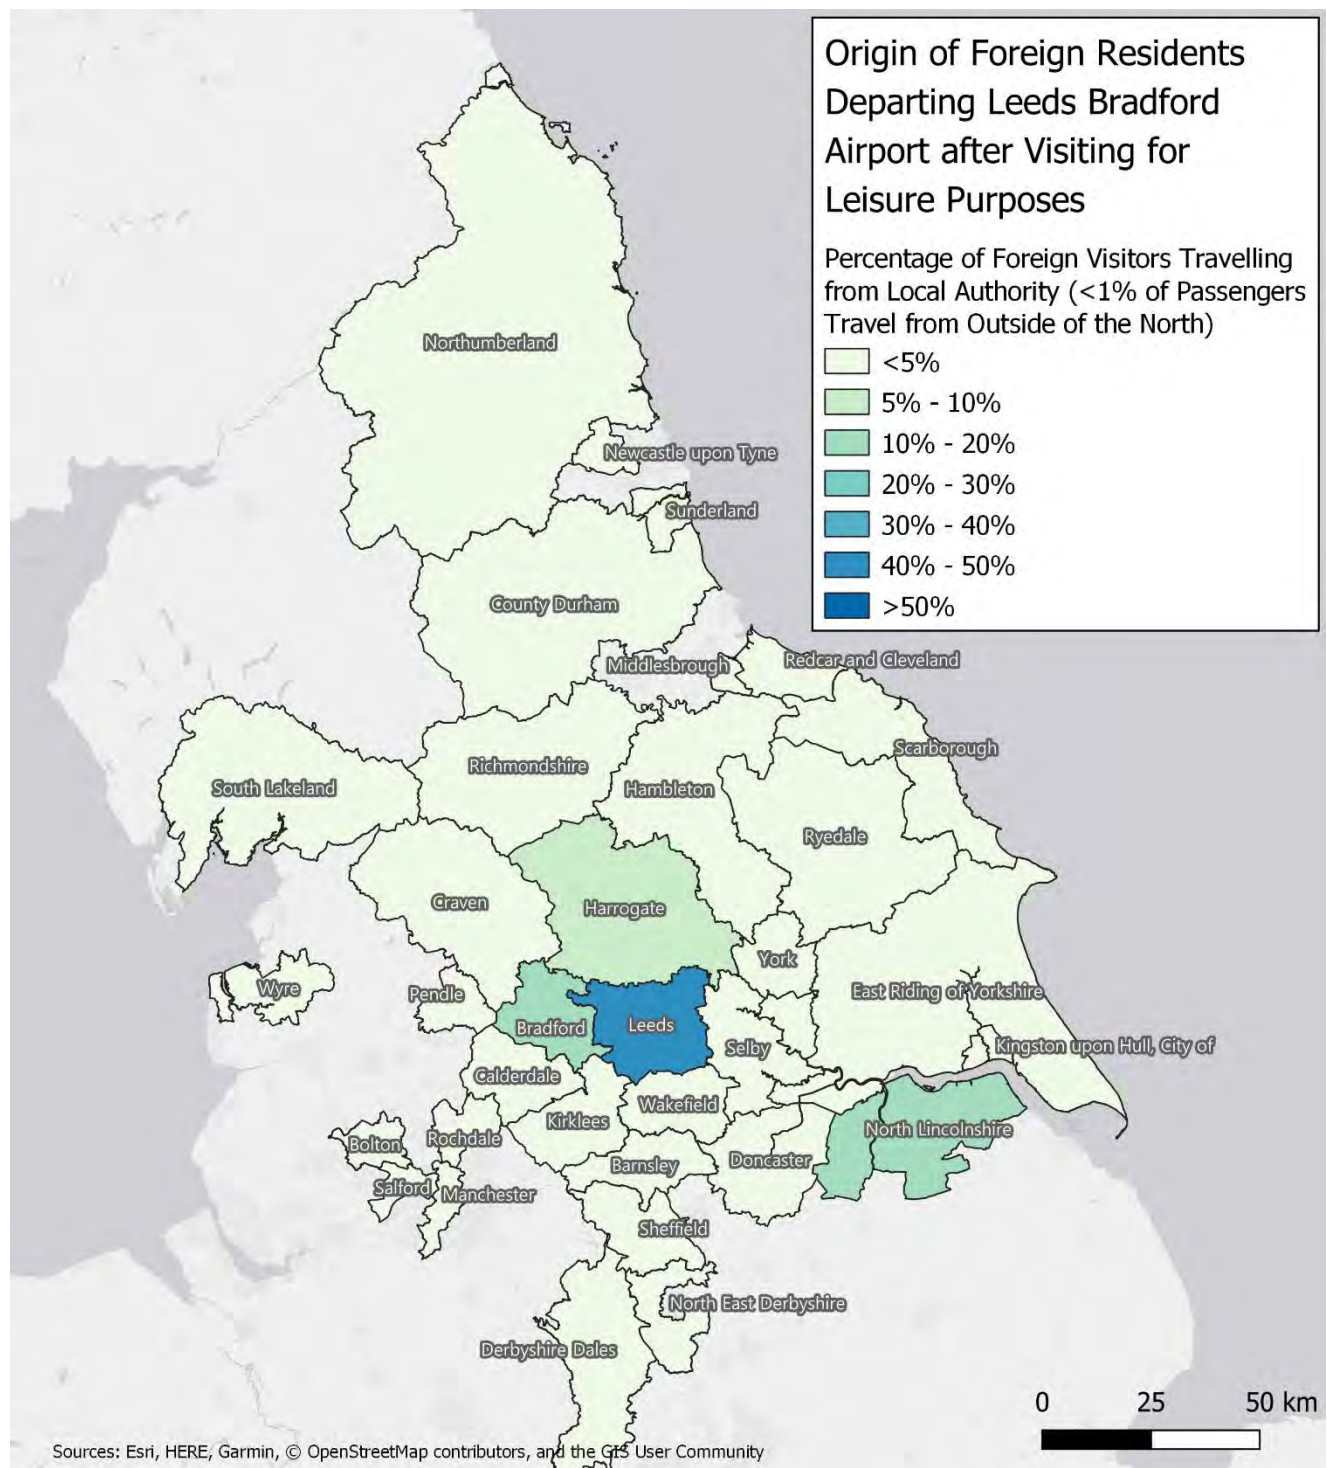 Origin of Foreign Residents
Departing Leeds Bradford
Airport after Visiting for
Leisure Purposes
Percentage of Foreign Visitors Travelling
from Local Authority (<1% of Passengers
Travel from Outside of the North)
<5%
5% - 10%
10% - 20%
20% - 30%
30% - 40%
40% - 50%
>50%
Northumberland
Newcastle upon Tyne
Sunderland
County Durham
Middlesbrough
Redcar and Cleveland
Scarborough
Richmondshire
South Lakeland
Hambleton
Ryedale
Craven
Harrogate
York
Wyre
Pendle
East Riding of Yorkshire
Bradford
Leeds
Selby
Kingston upon Hull, City of
Calderdale
Wakefield
Kirklees
North Lincolnshire
Bolton
Rochdale
Barnsley
Doncaster
Salford
Manchester
Sheffield
North East Derbyshire
Derbyshire Dales
0 25 50 km
Sources: Esri, HERE, Garmin, © OpenStreetMap contributors, and the GIS User Community